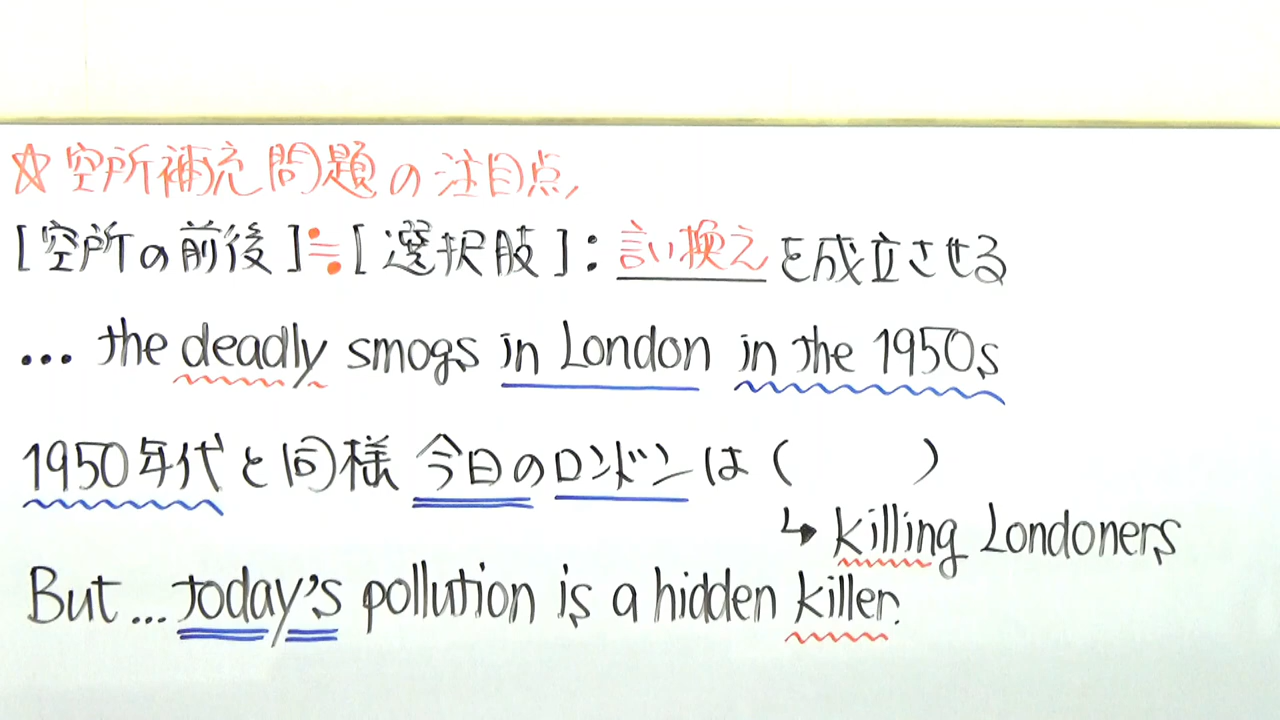 ☆空所補充問題の注目点
[空所の前後]≒[選択肢]:言い換えを成立させる
... the deadly smogs in London in the 1950s
1950年代と同様 今日のロンドンは(　　　)
↳ killing Londoners
But ... today's pollution is a hidden killer.